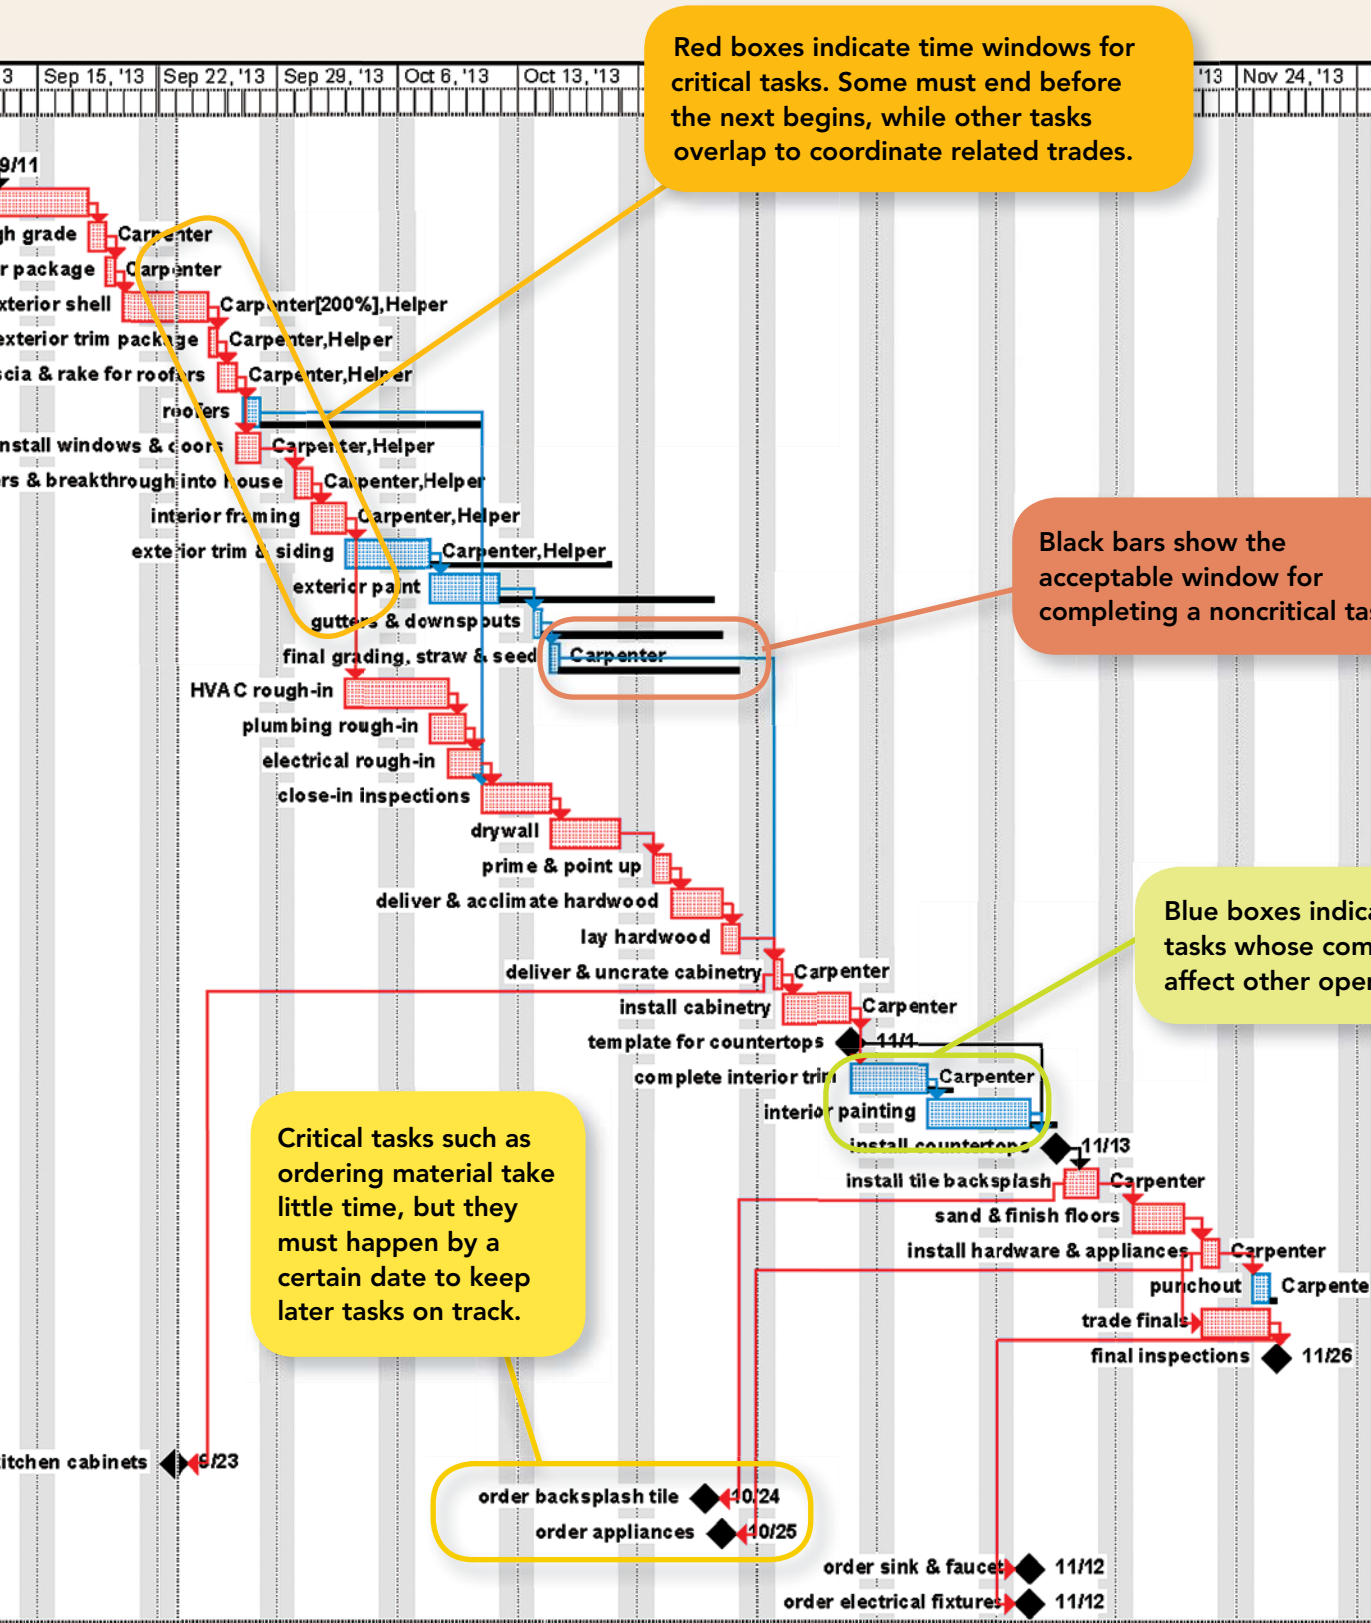 Red boxes indicate time windows for
critical tasks. Some must end before
the next begins, while other tasks
overlap to coordinate related trades.
3 Sep 15, '13 Sep 22, '13 Sep 29, '13 Oct 6, '13 Oct 13, '13 '13 Nov 24, '13
9/11
gh grade Carpenter
r package Carpenter
xterior shell Carpenter[200%],Helper
exterior trim package Carpenter,Helper
scia & rake for roofers Carpenter,Helper
roofers
nstall windows & doors Carpenter,Helper
rs & breakthrough into house Carpenter,Helper
interior framing Carpenter,Helper
exterior trim & siding Carpenter,Helper
exterior paint
gutters & downspouts
final grading, straw & seed Carpenter
Black bars show the
acceptable window for
completing a noncritical tas
HVAC rough-in
plumbing rough-in
electrical rough-in
close-in inspections
drywall
prime & point up
deliver & acclimate hardwood
lay hardwood
Blue boxes indica
tasks whose com
affect other oper
deliver & uncrate cabinetry Carpenter
install cabinetry Carpenter
template for countertops 11/1
complete interior trim Carpenter
interior painting
install countertops 11/13
install tile backsplash Carpenter
sand & finish floors
install hardware & appliances Carpenter
punchout Carpente
trade finals
final inspections 11/26
Critical tasks such as
ordering material take
little time, but they
must happen by a
certain date to keep
later tasks on track.
itchen cabinets 9/23
order backsplash tile 10/24
order appliances 10/25
order sink & faucet 11/12
order electrical fixtures 11/12